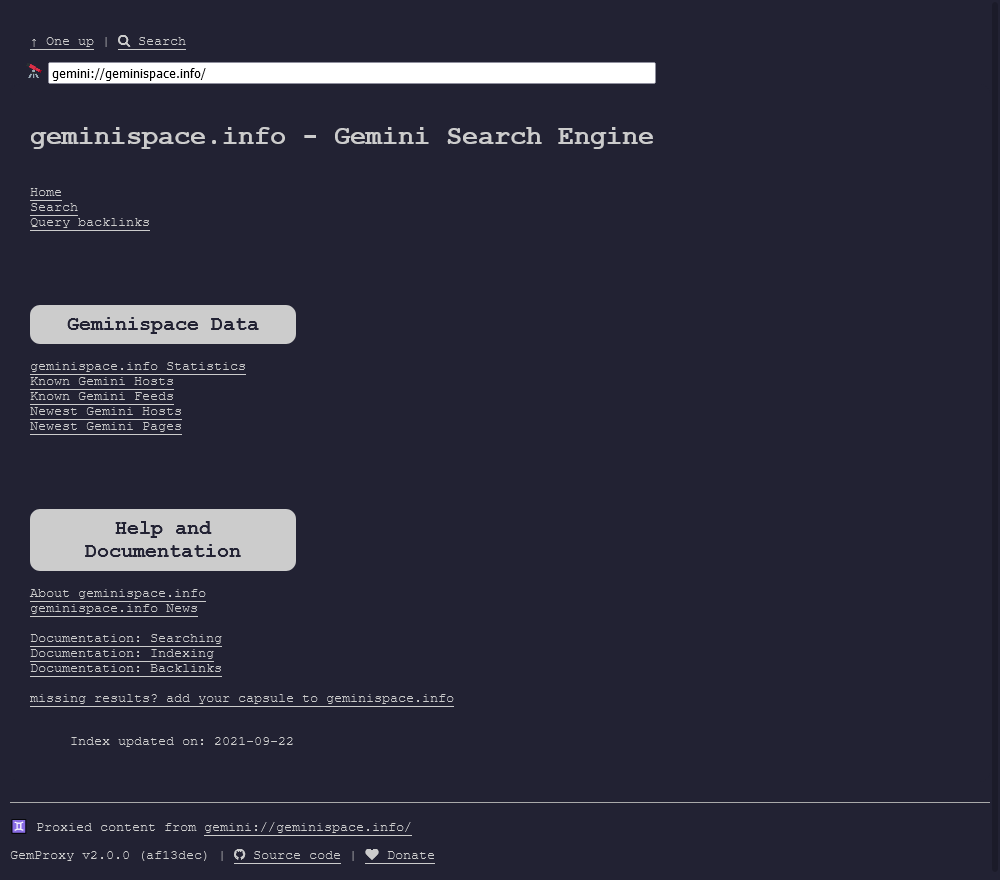 ↑ One up | Search
gemini://geminispace.info/
geminispace.info - Gemini Search Engine
Home
Search
Query backlinks
Geminispace Data
geminispace.info Statistics
Known Gemini Hosts
Known Gemini Feeds
Newest Gemini Hosts
Newest Gemini Pages
Help and
Documentation
About geminispace.info
geminispace.info News
Documentation: Searching
Documentation: Indexing
Documentation: Backlinks
missing results? add your capsule to geminispace.info
Index updated on: 2021-09-22
♊ Proxied content from gemini://geminispace.info/
GemProxy v2.0.0 (af13dec) | Source code | Donate